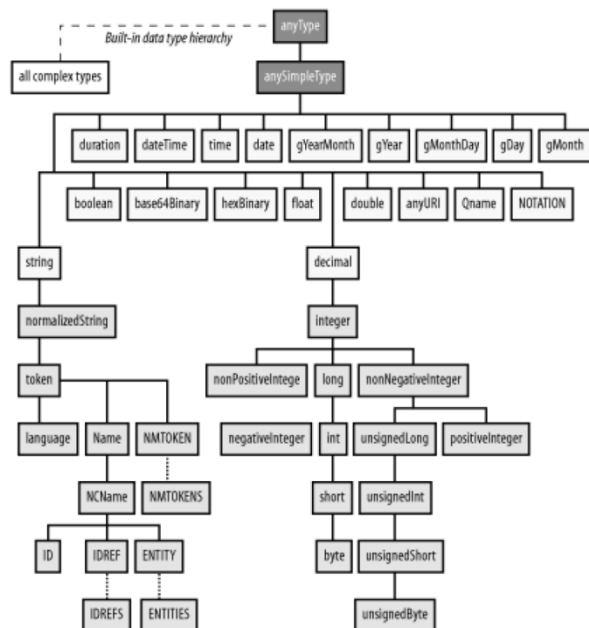 anyType
Built-in data type hierarchy
all complex types
anySimpleType
duration
dateTime
time
date
gYearMonth
gYear
gMonthDay
gDay
gMonth
boolean
base64Binary
hexBinary
float
double
anyURI
Qname
NOTATION
string
decimal
normalizedString
integer
token
nonPositiveIntege
long
nonNegativeInteger
language
Name
NMTOKEN
negativeInteger
int
unsignedLong
positiveInteger
NCName
NMTOKENS
short
unsignedInt
ID
IDREF
ENTITY
byte
unsignedShort
IDREFS
ENTITIES
unsignedByte